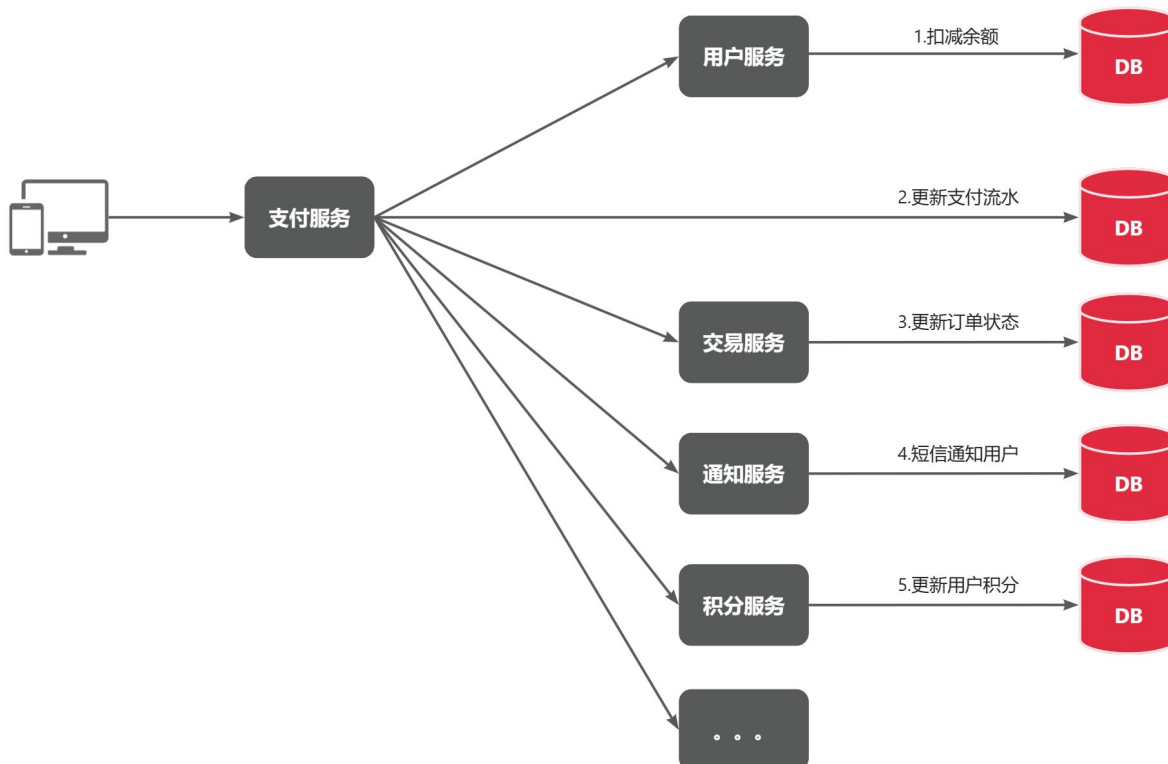 用户服务
1.扣减余额
DB
支付服务
2.更新支付流水
DB
交易服务
3.更新订单状态
DB
通知服务
4.短信通知用户
DB
积分服务
5.更新用户积分
DB
。。。